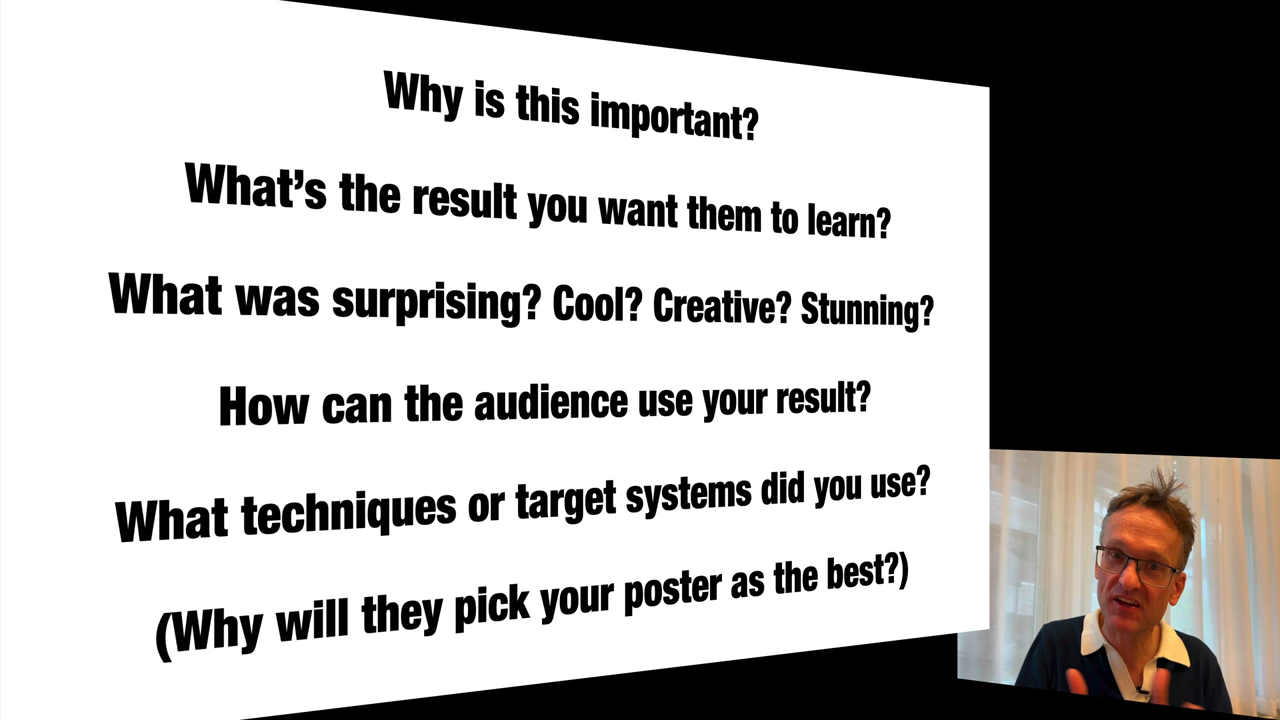 Why is this important?
What’s the result you want them to learn?
What was surprising? Cool? Creative? Stunning?
How can the audience use your result?
What techniques or target systems did you use?
(Why will they pick your poster as the best?)